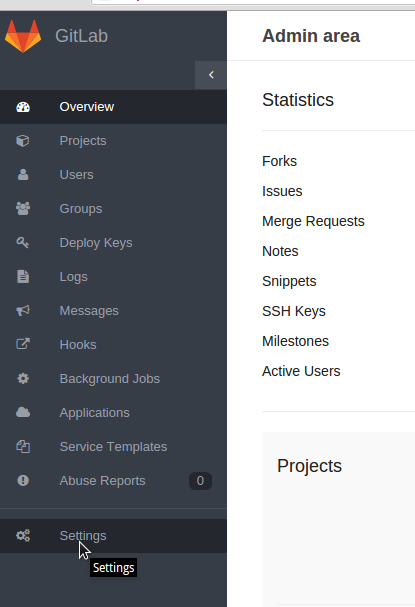 GitLab
Admin area
Overview
Projects
Users
Groups
Deploy Keys
Logs
Messages
Hooks
Background Jobs
Applications
Service Templates
Abuse Reports 0
Settings
Settings
Statistics
Forks
Issues
Merge Requests
Notes
Snippets
SSH Keys
Milestones
Active Users
Projects